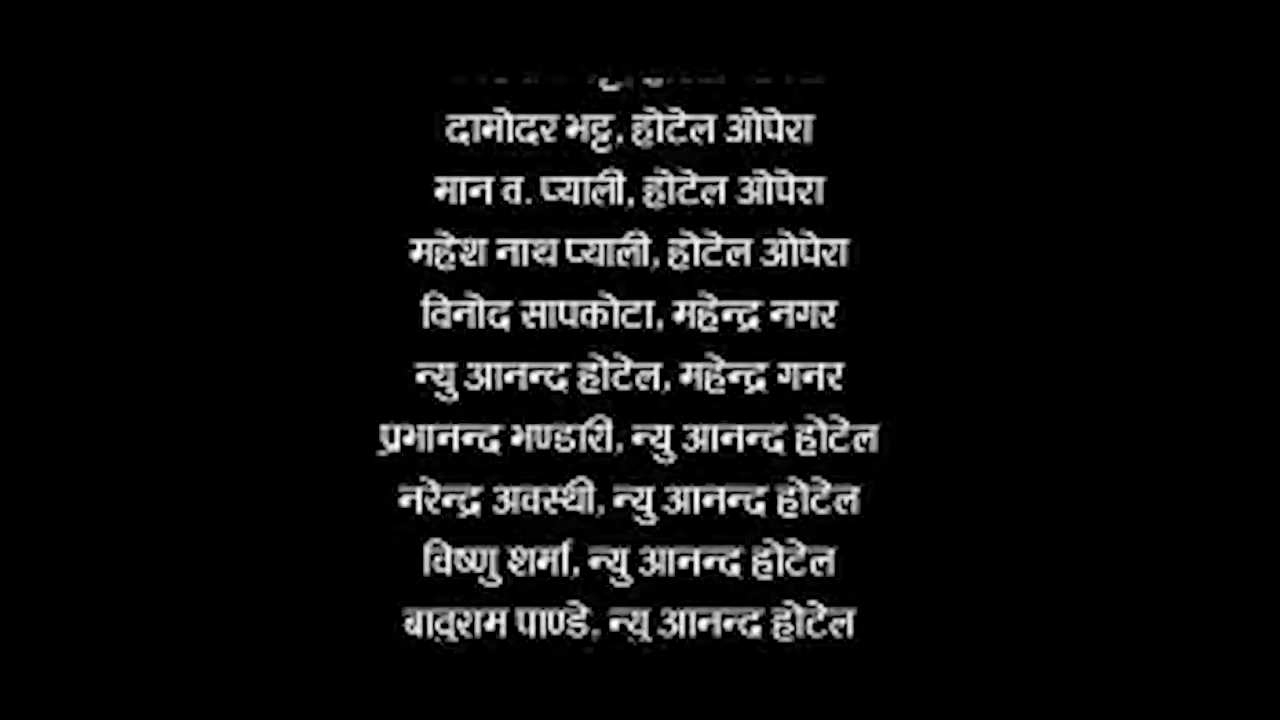 दामोदर भट्ट, होटेल ओपेरा
मान व. प्याली, होटेल ओपेरा
महेश नाथ प्याली, होटेल ओपेरा
विनोद सापकोटा, महेन्द्र नगर
न्यु आनन्द होटेल, महेन्द्र गनर
प्रभानन्द भण्डारी, न्यु आनन्द होटेल
नरेन्द्र अवस्थी, न्यु आनन्द होटेल
विष्णु शर्मा, न्यु आनन्द होटेल
बावुराम पाण्डे, न्यु आनन्द होटेल